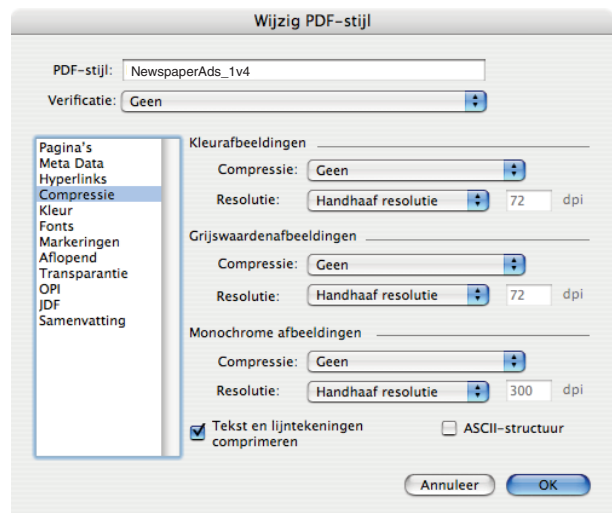 Wijzig PDF-stijl
PDF-stijl: NewspaperAds_1v4
Verificatie: Geen
Pagina's
Meta Data
Hyperlinks
Compressie
Kleur
Fonts
Markeringen
Aflopend
Transparantie
OPI
JDF
Samenvatting
Kleurafbeeldingen
Compressie: Geen
Resolutie: Handhaaf resolutie 72 dpi
Grijswaardenafbeeldingen
Compressie: Geen
Resolutie: Handhaaf resolutie 72 dpi
Monochrome afbeeldingen
Compressie: Geen
Resolutie: Handhaaf resolutie 300 dpi
Tekst en lijntekeningen
comprimeren
ASCII-structuur
Annuleer OK